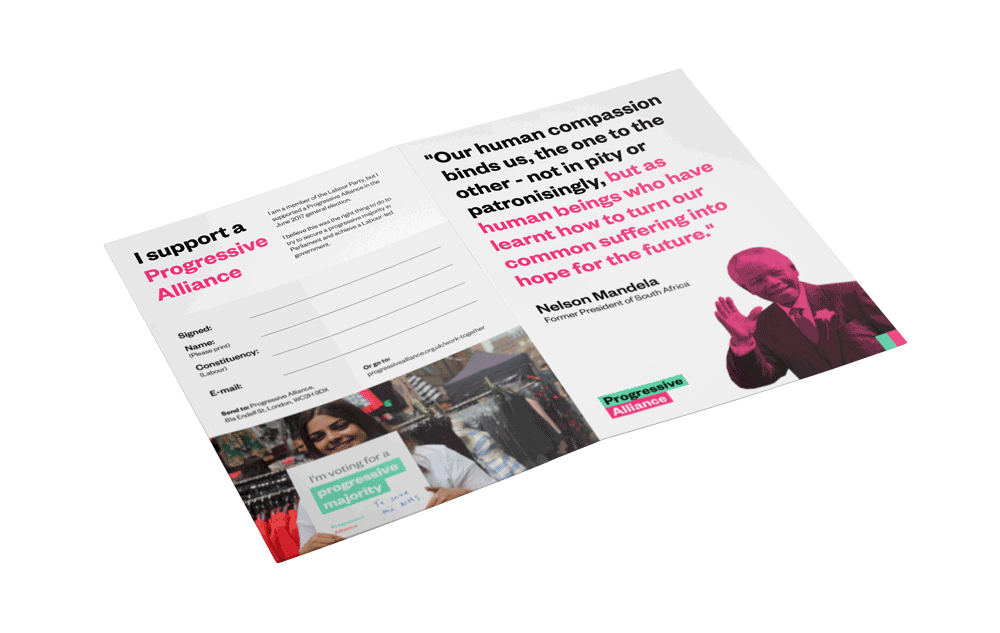 I support a
Progressive
Alliance
I am a member of the Labour Party, but I
supported a Progressive Alliance in the
June 2017 general election.
I believe this was the right thing to do to
try to secure a progressive majority in
Parliament and achieve a Labour-led
government.
Signed:
Name:
(Please print)
Constituency:
(Labour)
E-mail:
Send to: Progressive Alliance,
81a Endell St, London, WC2H 9DX
Or go to:
progressivealliance.org.uk/work-together
I'm voting for a
progressive
majority
To save
the NHS
Progressive
Alliance
"Our human compassion
binds us, the one to the
other - not in pity or
patronisingly, but as
human beings who have
learnt how to turn our
common suffering into
hope for the future."
Nelson Mandela
Former President of South Africa
Progressive
Alliance